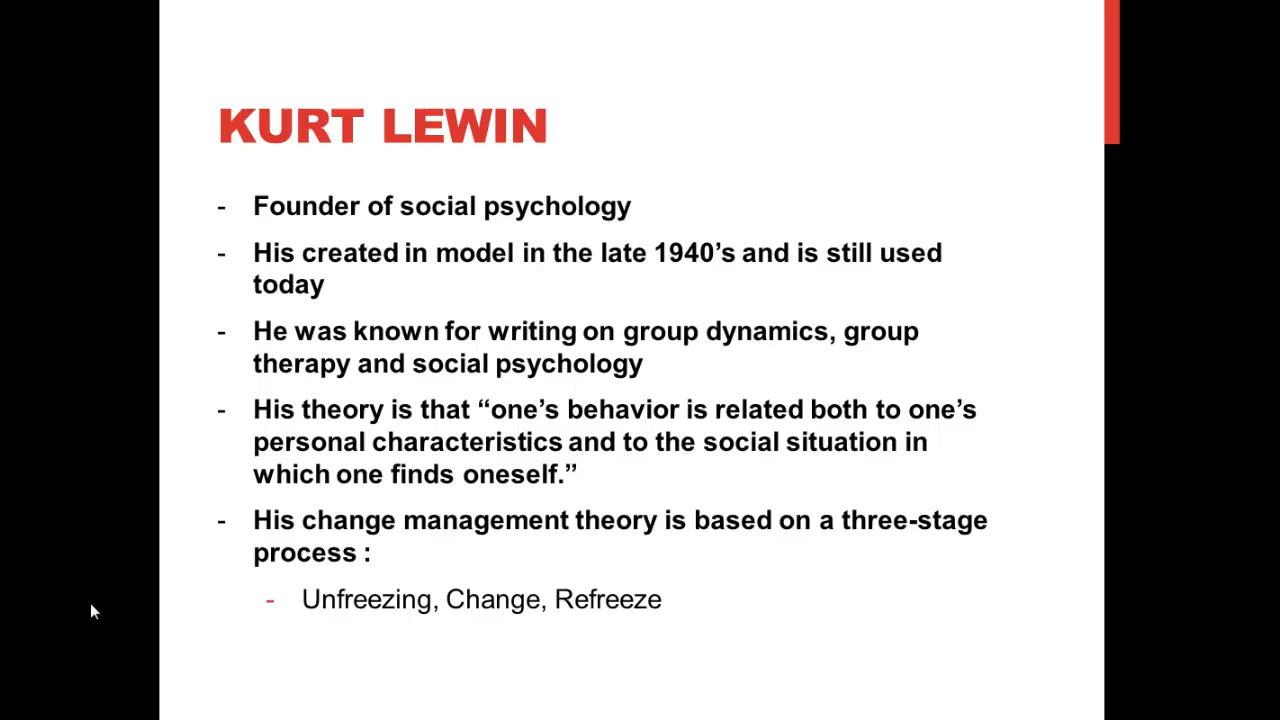 KURT LEWIN
- Founder of social psychology
- His created in model in the late 1940’s and is still used
today
- He was known for writing on group dynamics, group
therapy and social psychology
- His theory is that “one’s behavior is related both to one’s
personal characteristics and to the social situation in
which one finds oneself.”
- His change management theory is based on a three-stage
process :
- Unfreezing, Change, Refreeze